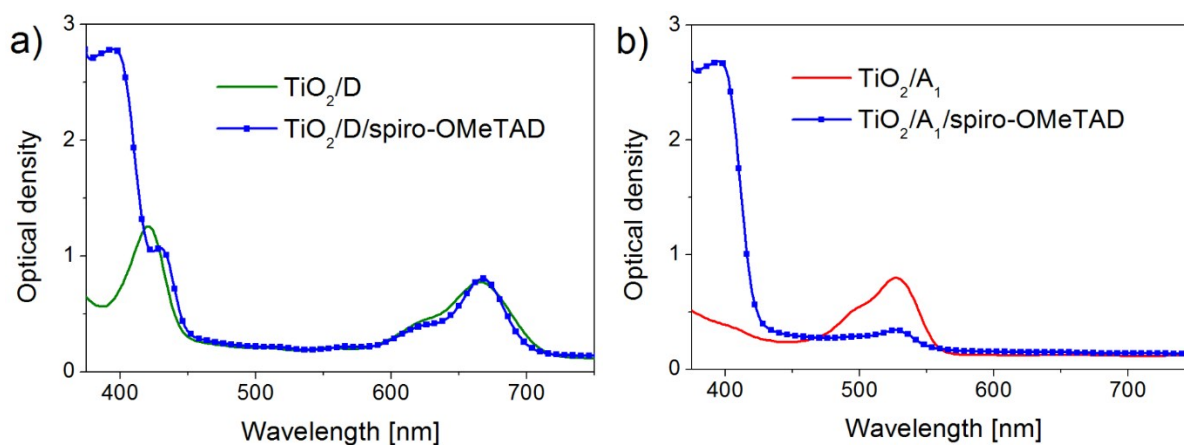 a)
3
2
1
0
Optical density
TiO₂/D
TiO₂/D/spiro-OMeTAD
400 500 600 700
Wavelength [nm]
b)
3
2
1
0
Optical density
TiO₂/A₁
TiO₂/A₁/spiro-OMeTAD
400 500 600 700
Wavelength [nm]